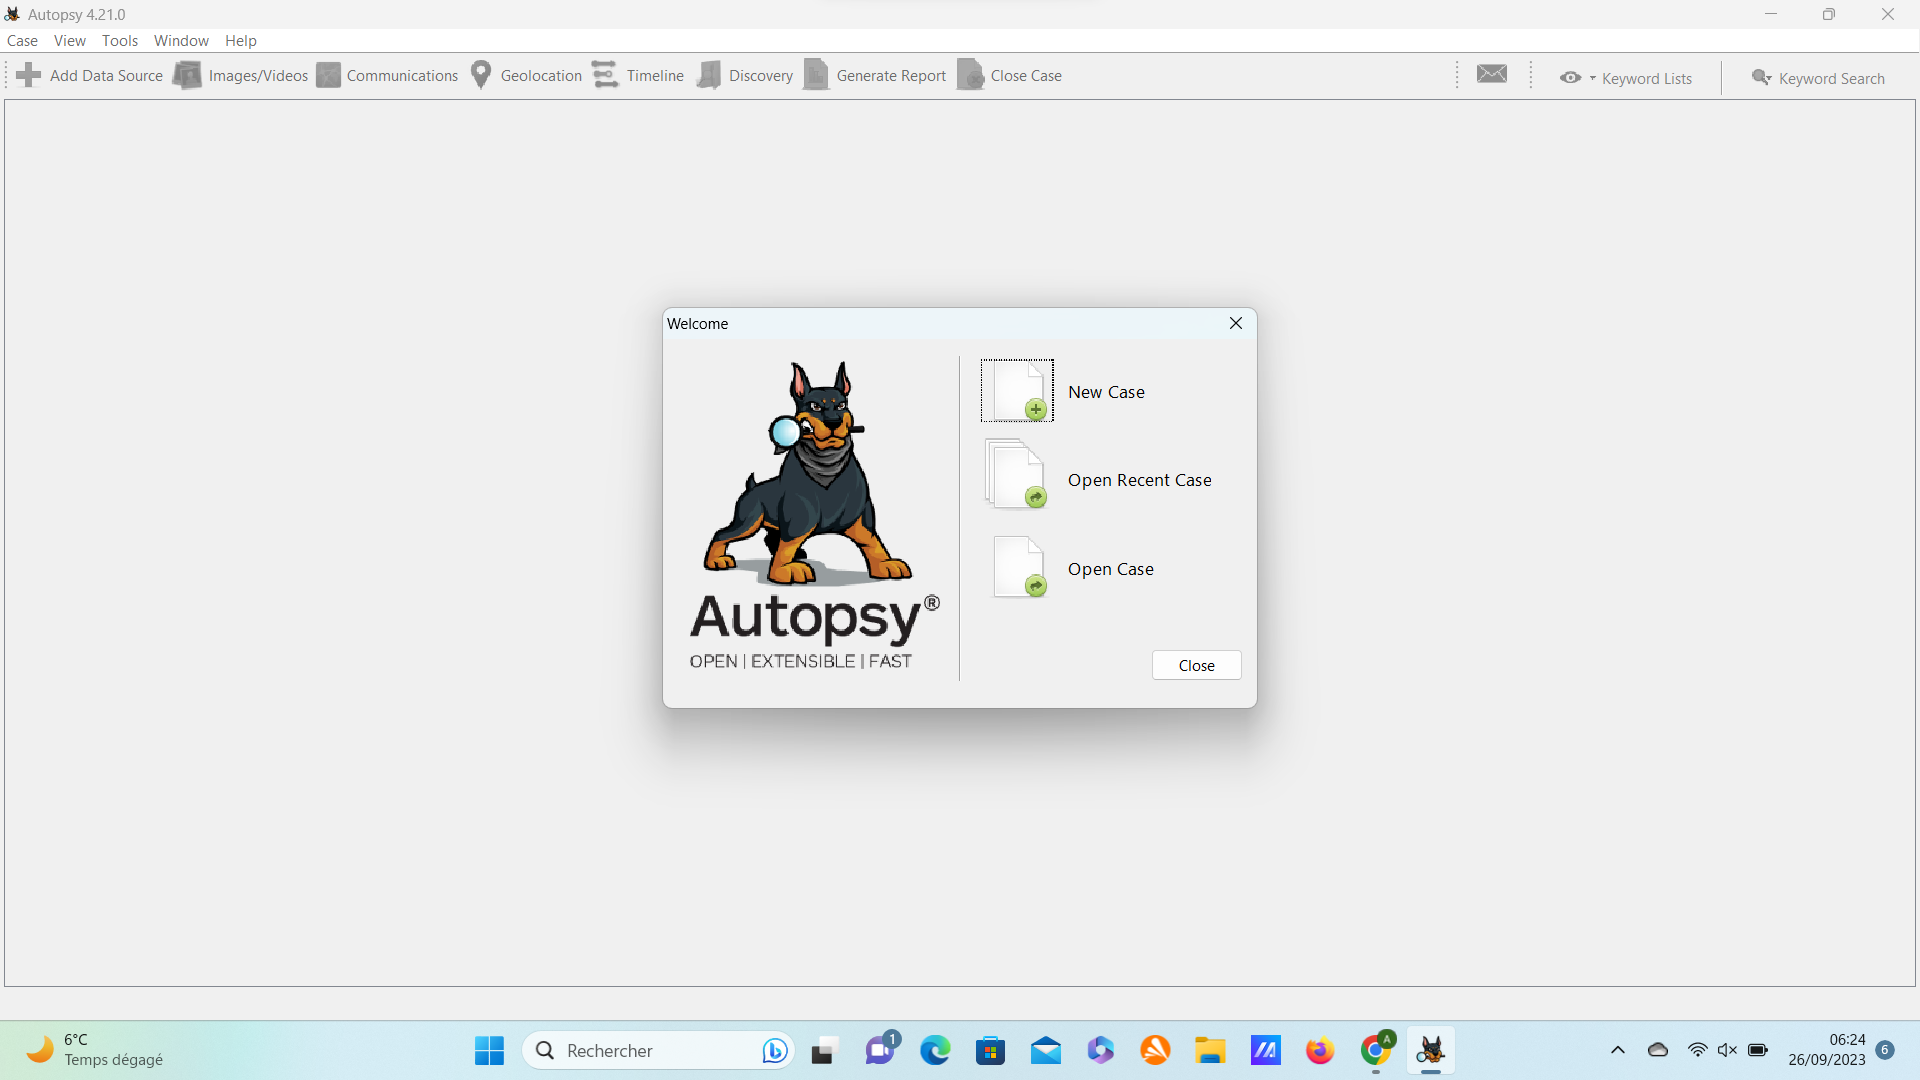 Autopsy 4.21.0
Case View Tools Window Help
Add Data Source Images/Videos Communications Geolocation Timeline Discovery Generate Report Close Case Keyword Lists Keyword Search
Welcome
New Case
Open Recent Case
Open Case
Autopsy®
OPEN | EXTENSIBLE | FAST
Close
6°C
Temps dégagé
Rechercher
1
A
06:24
26/09/2023
6